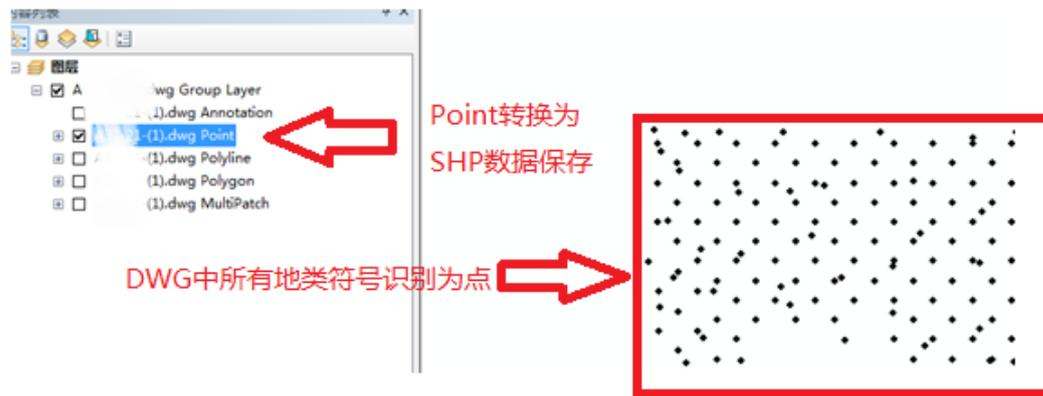 图层
A wg Group Layer
(1).dwg Annotation
21-(1).dwg Point
(1).dwg Polyline
(1).dwg Polygon
(1).dwg MultiPatch
Point转换为
SHP数据保存
DWG中所有地类符号识别为点